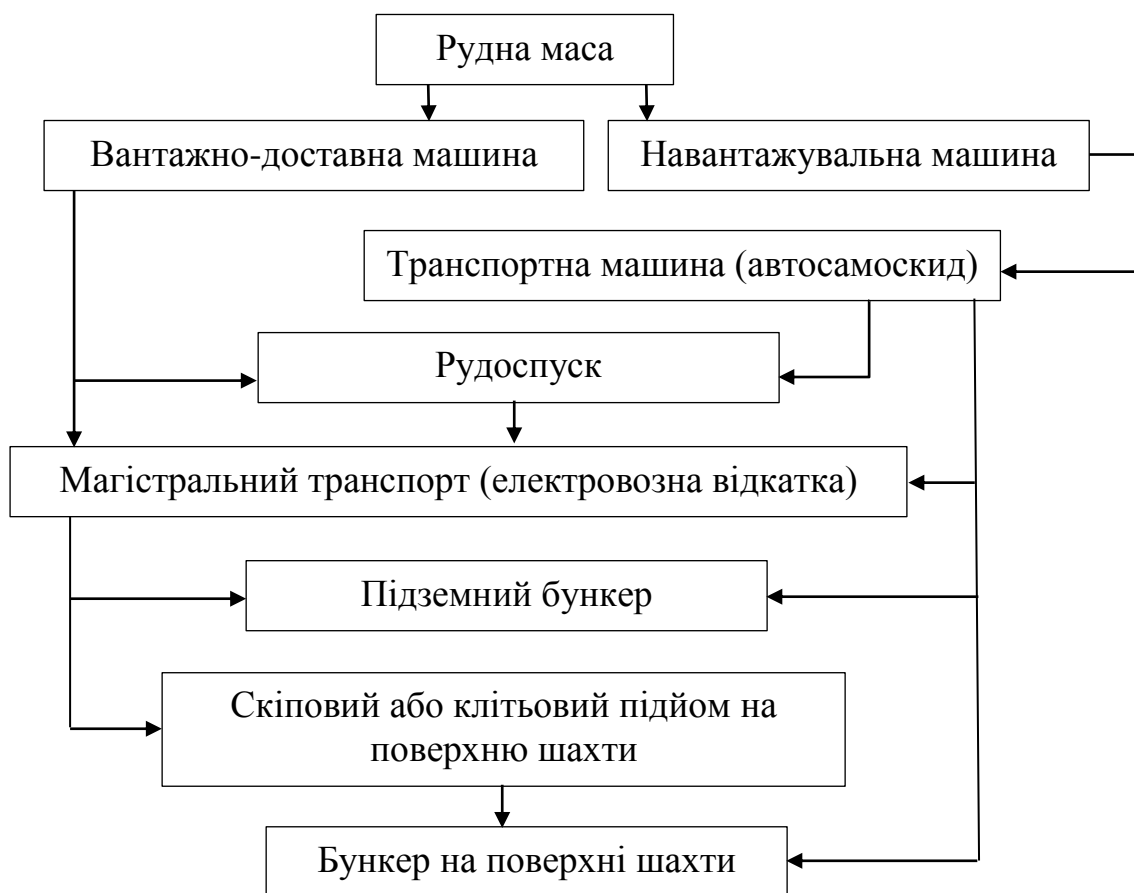 Рудна маса
Вантажно-доставна машина
Навантажувальна машина
Транспортна машина (автосамоскид)
Рудоспуск
Магістральний транспорт (електровозна відкатка)
Підземний бункер
Скіповий або клітьовий підйом на
поверхню шахти
Бункер на поверхні шахти